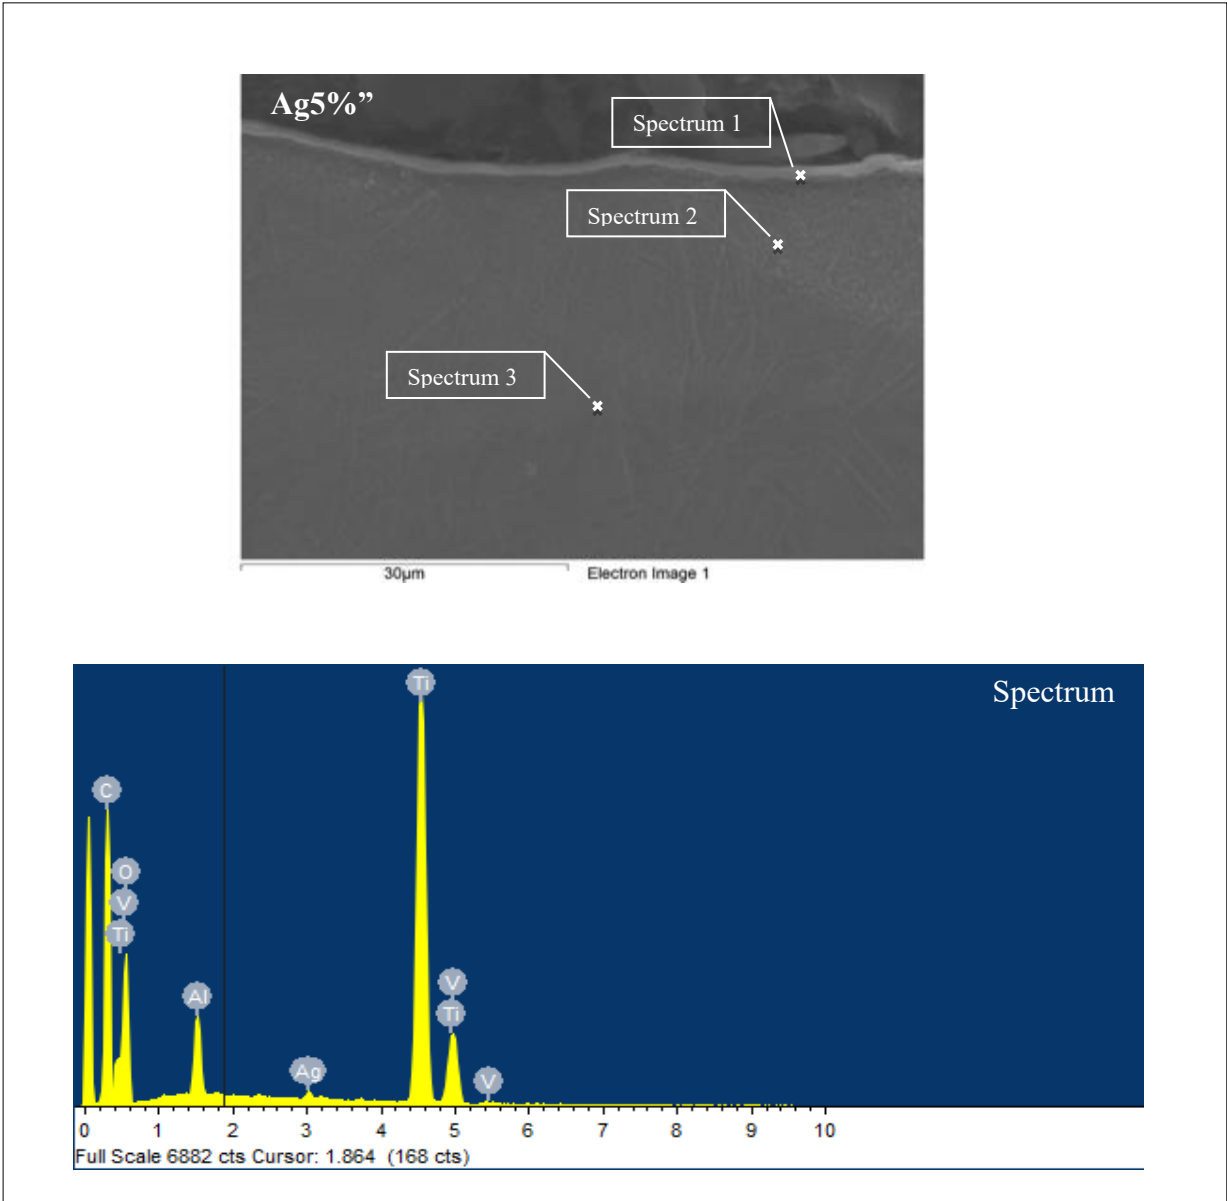 Ag5%”
Spectrum 1
Spectrum 2
Spectrum 3
30μm Electron Image 1
Spectrum
Ti
C
O
V
Ti
Al
Ag
V
Ti
V
0 1 2 3 4 5 6 7 8 9 10
Full Scale 6882 cts Cursor: 1.864 (168 cts)